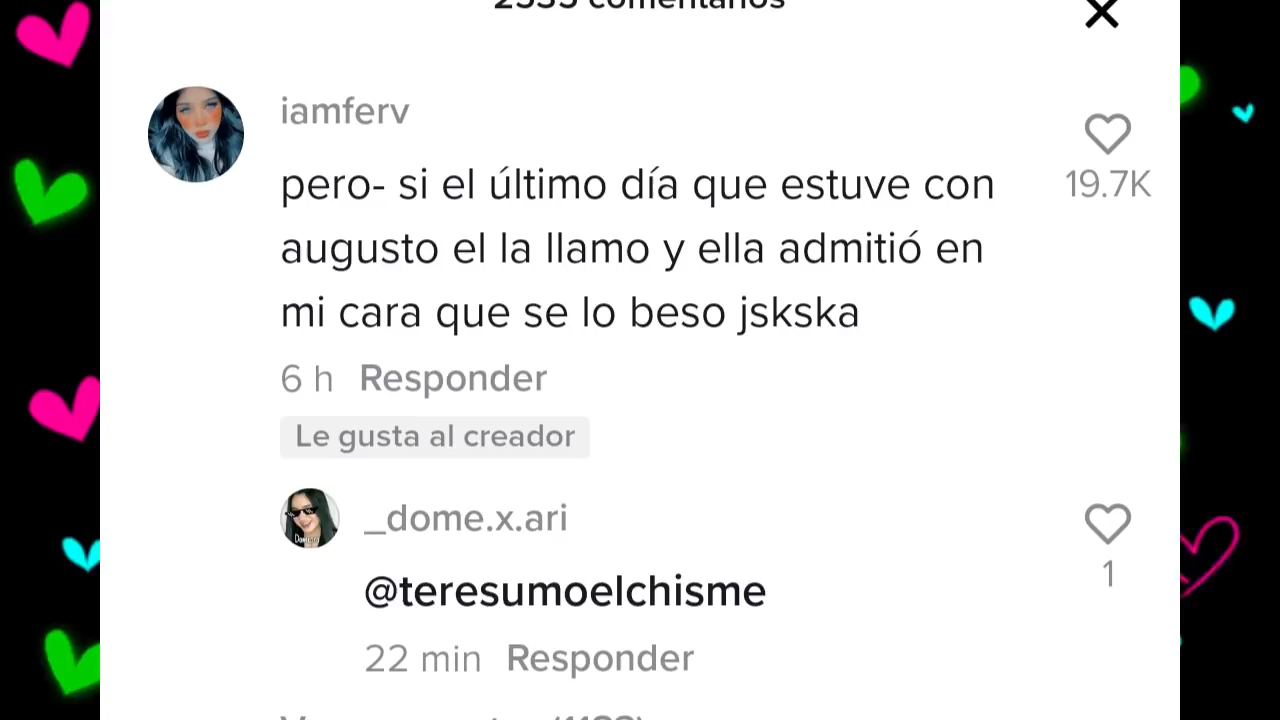 2535 comentarios
iamferv
19.7K
pero- si el último día que estuve con
augusto el la llamo y ella admitió en
mi cara que se lo beso jskska
6 h Responder
Le gusta al creador
_dome.x.ari
@teresumoelchisme
1
22 min Responder